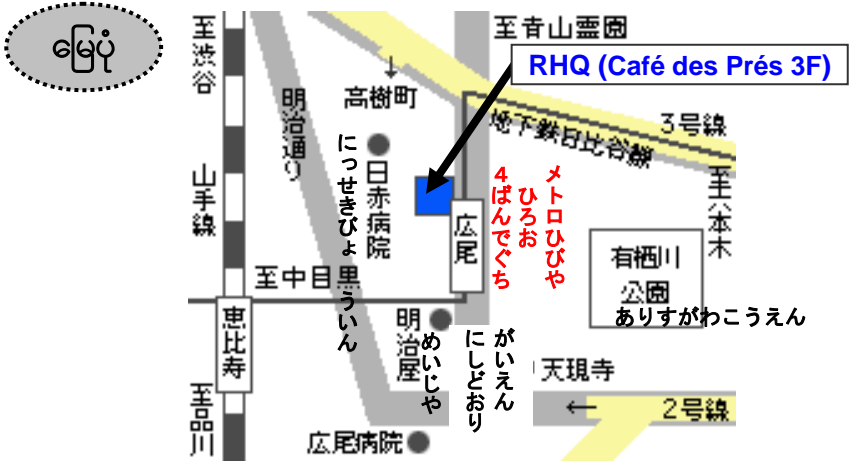 မြေပုံ
至渋谷
山手線
恵比寿
至品川
至青山霊園
RHQ (Café des Prés 3F)
↓
高樹町
明治通り
にっせきびょういん
日赤病院
地下鉄日比谷線
3号線
至六本木
メトロひびや
ひろお
4ばんでぐち
広尾
有栖川
公園
ありすがわこうえん
至中目黒
明治屋
めいじや
がいえん
にしどおり
天現寺
←
2号線
広尾病院